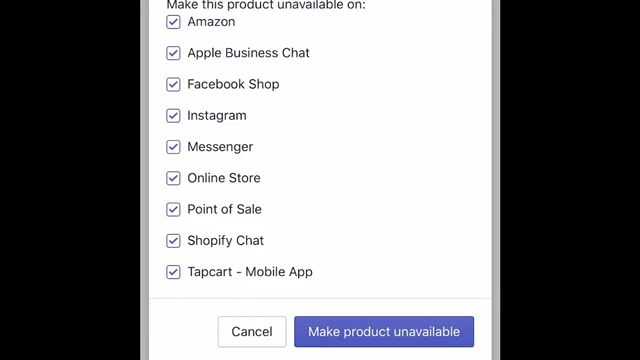 Make this product unavailable on:
Amazon
Apple Business Chat
Facebook Shop
Instagram
Messenger
Online Store
Point of Sale
Shopify Chat
Tapcart - Mobile App
Cancel Make product unavailable